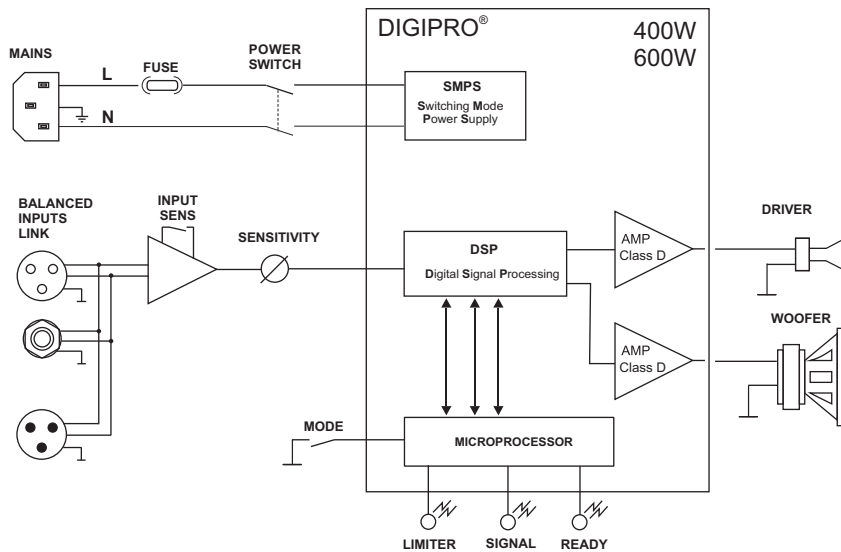 DIGIPRO®
400W
600W
MAINS
L
FUSE
POWER
SWITCH
N
SMPS
Switching Mode
Power Supply
BALANCED
INPUTS
LINK
INPUT
SENS
SENSITIVITY
DSP
Digital Signal Processing
AMP
Class D
DRIVER
AMP
Class D
WOOFER
MODE
MICROPROCESSOR
LIMITER
SIGNAL
READY